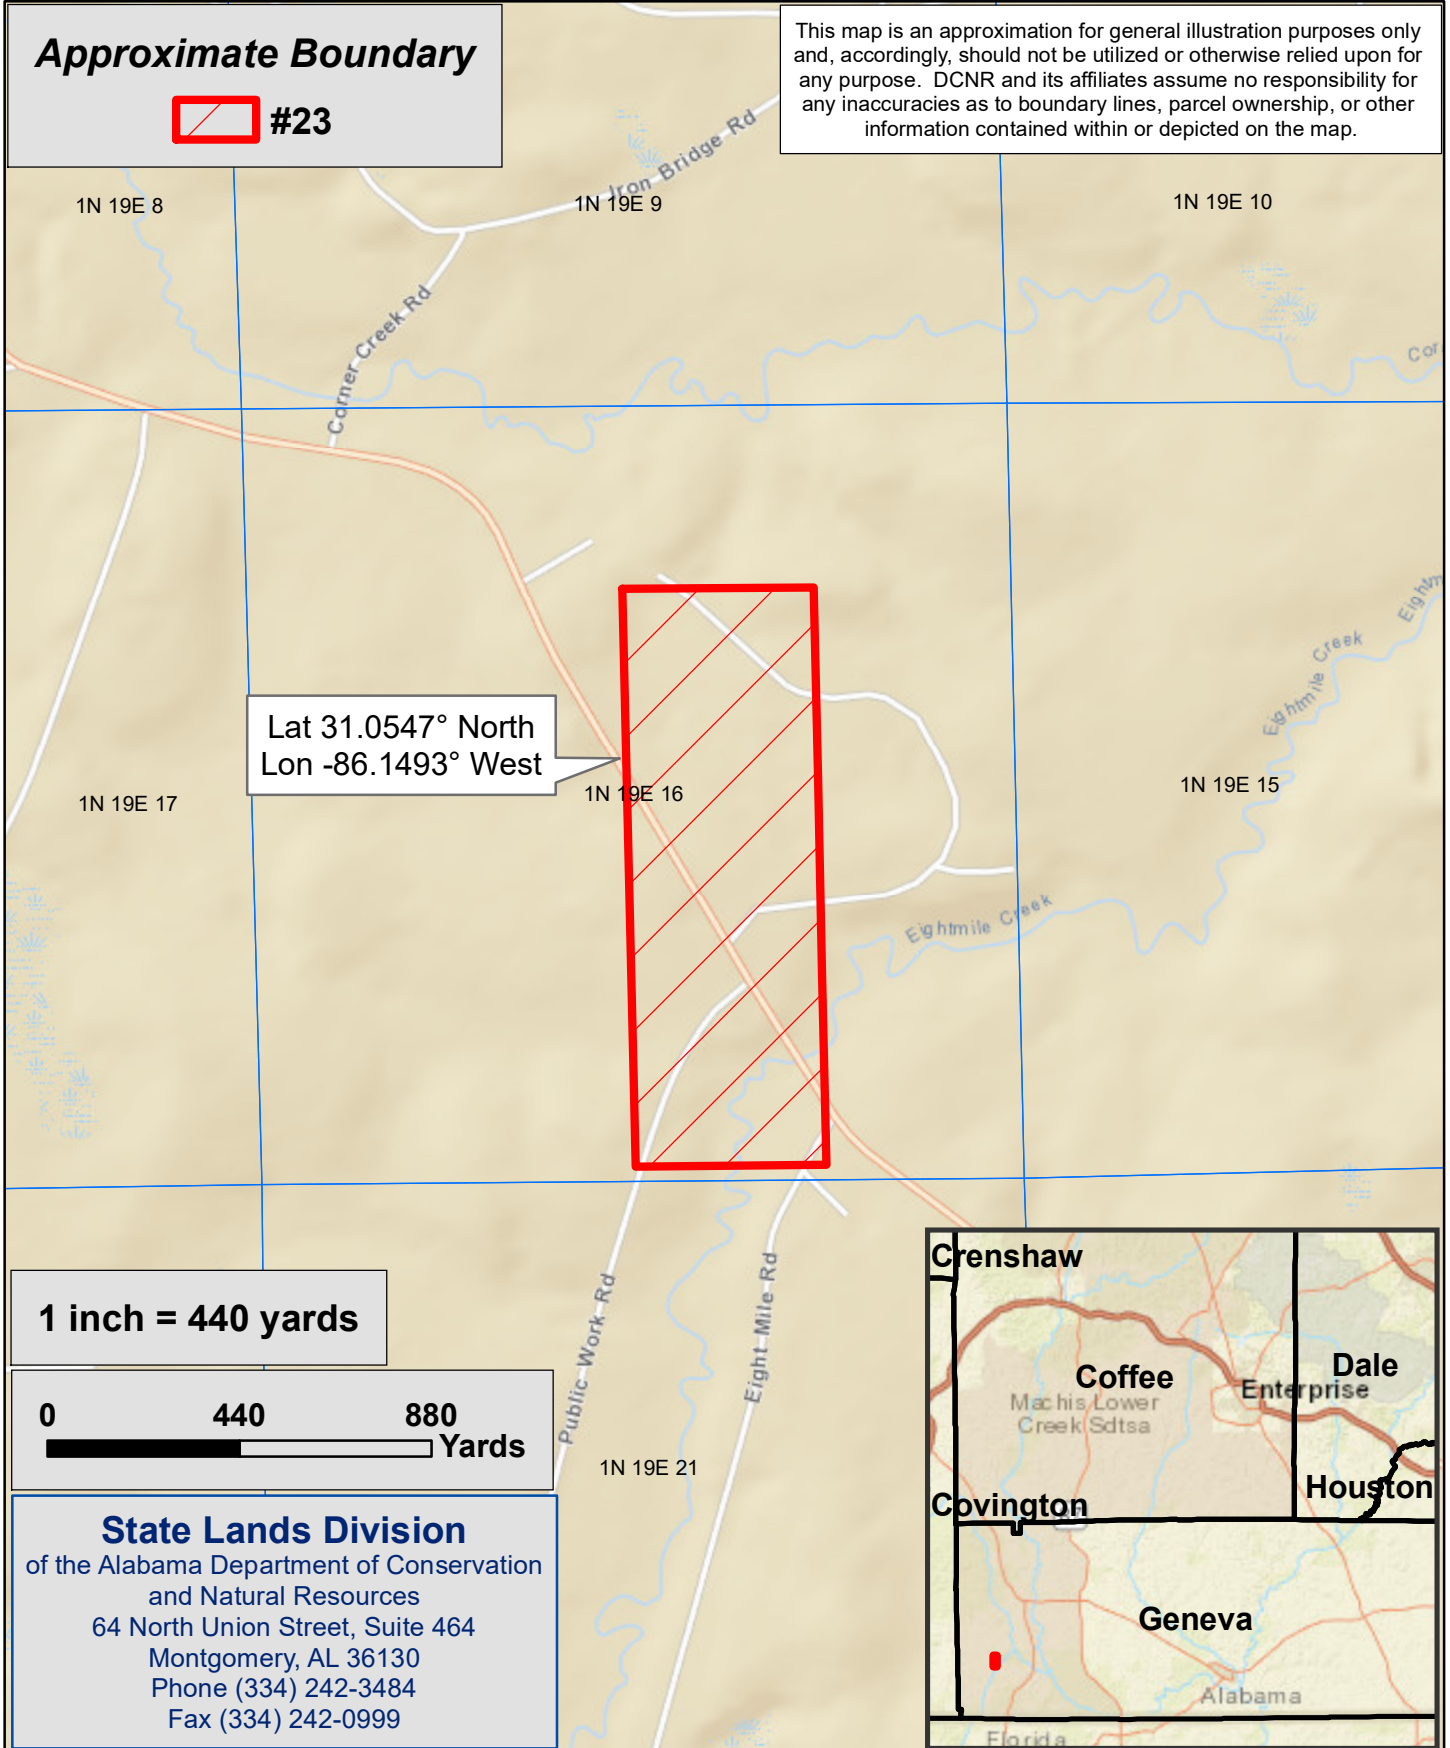 Approximate Boundary
#23
This map is an approximation for general illustration purposes only
and, accordingly, should not be utilized or otherwise relied upon for
any purpose. DCNR and its affiliates assume no responsibility for
any inaccuracies as to boundary lines, parcel ownership, or other
information contained within or depicted on the map.
Iron Bridge Rd
1N 19E 8
1N 19E 9
1N 19E 10
Corner Creek Rd
Cor
Eightm
Eightmile Creek
Lat 31.0547° North
Lon -86.1493° West
1N 19E 17
1N 19E 16
1N 19E 15
Eightmile Creek
Public Work Rd
Eight Mile Rd
1N 19E 21
1 inch = 440 yards
0 440 880
Yards
State Lands Division
of the Alabama Department of Conservation
and Natural Resources
64 North Union Street, Suite 464
Montgomery, AL 36130
Phone (334) 242-3484
Fax (334) 242-0999
Crenshaw
Coffee
Dale
Enterprise
Machis Lower
Creek Sdtsa
Houston
Covington
Geneva
Alabama
Florida